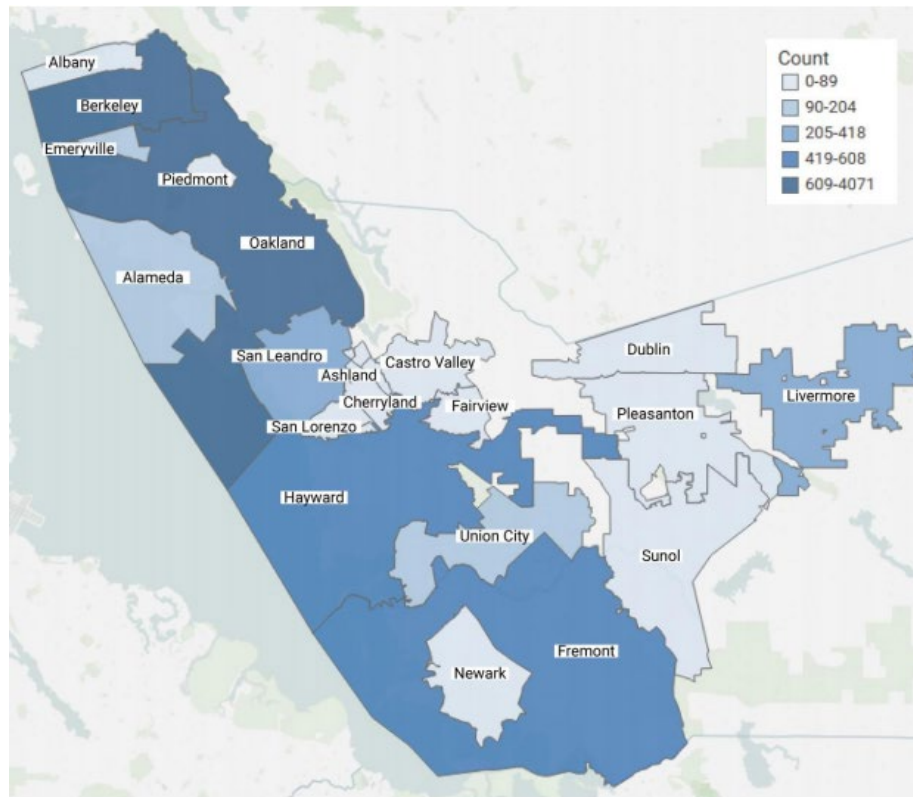 Albany
Count
0-89
90-204
205-418
419-608
609-4071
Berkeley
Emeryville
Piedmont
Oakland
Alameda
San Leandro
Castro Valley
Dublin
Ashland
Cherryland
Fairview
Livermore
Pleasanton
San Lorenzo
Hayward
Union City
Sunol
Fremont
Newark